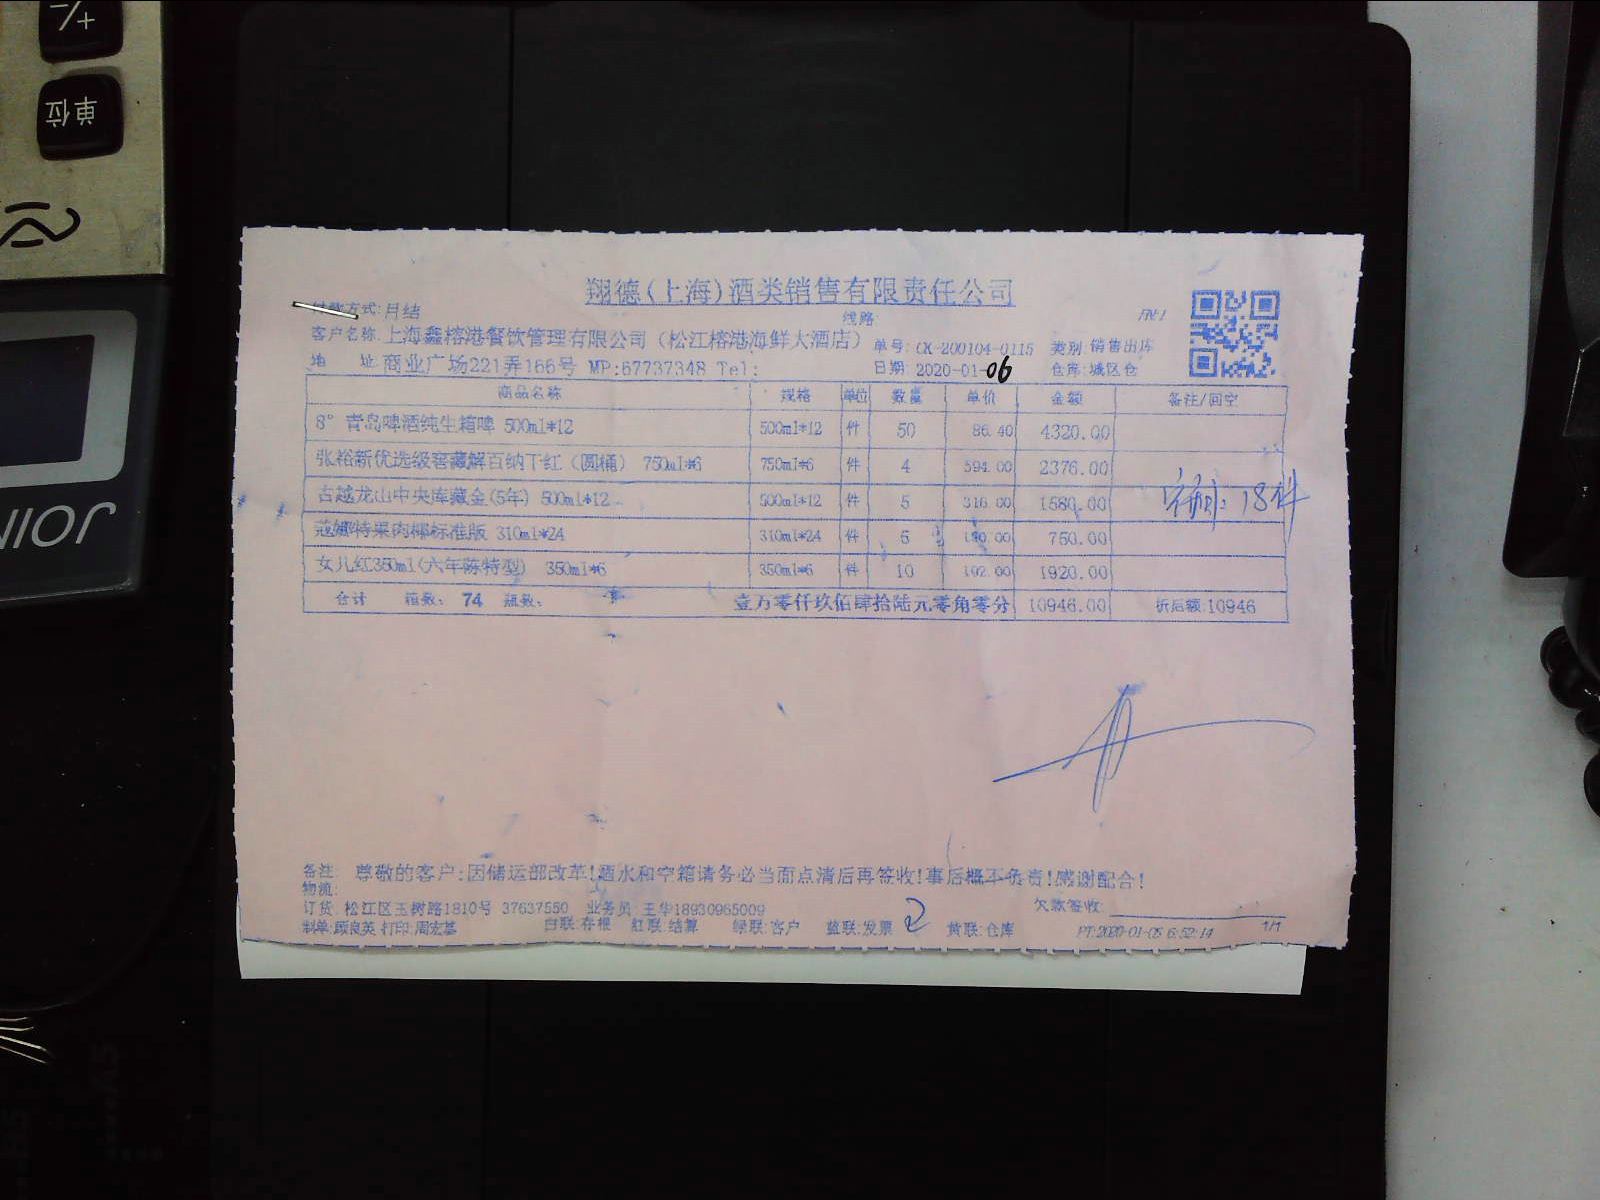 +/−
单位
JOIN
翔德(上海)酒类销售有限责任公司
付款方式: 月结
线路:
客户名称: 上海鑫榕港餐饮管理有限公司（松江榕港海鲜大酒店）
单号: CK-200104-0115 类别: 销售出库
地 址: 商业广场221弄166号 MP:67737348 Tel:
日期: 2020-01-06 仓库: 城区仓
商品名称 规格 单位 数量 单价 金额 备注/回空
8° 青岛啤酒纯生箱啤 500ml*12 500ml*12 件 50 86.40 4320.00
张裕新优选级窖藏解百纳干红（圆桶） 750ml*6 750ml*6 件 4 594.00 2376.00
古越龙山中央库藏金(5年) 500ml*12 500ml*12 件 5 316.00 1580.00
18件
蔻娜特果肉椰标准版 310ml*24 310ml*24 件 5 750.00
女儿红350ml(六年陈特型) 350ml*6 350ml*6 件 10 192.00 1920.00
合计 箱数: 74 瓶数: 壹万零仟玖佰肆拾陆元零角零分 10946.00 折后额:10946
备注: 尊敬的客户:因储运部改革!酒水和空箱请务必当面点清后再签收!事后概不负责!感谢配合!
物流:
订货: 松江区玉树路1810号 37637550 业务员: 王华18930965009
欠款签收:
制单:顾良英 打印:周宏基 白联:存根 红联:结算 绿联:客户 蓝联:发票 黄联:仓库 PT:2020-01-05 6:52:14 1/1